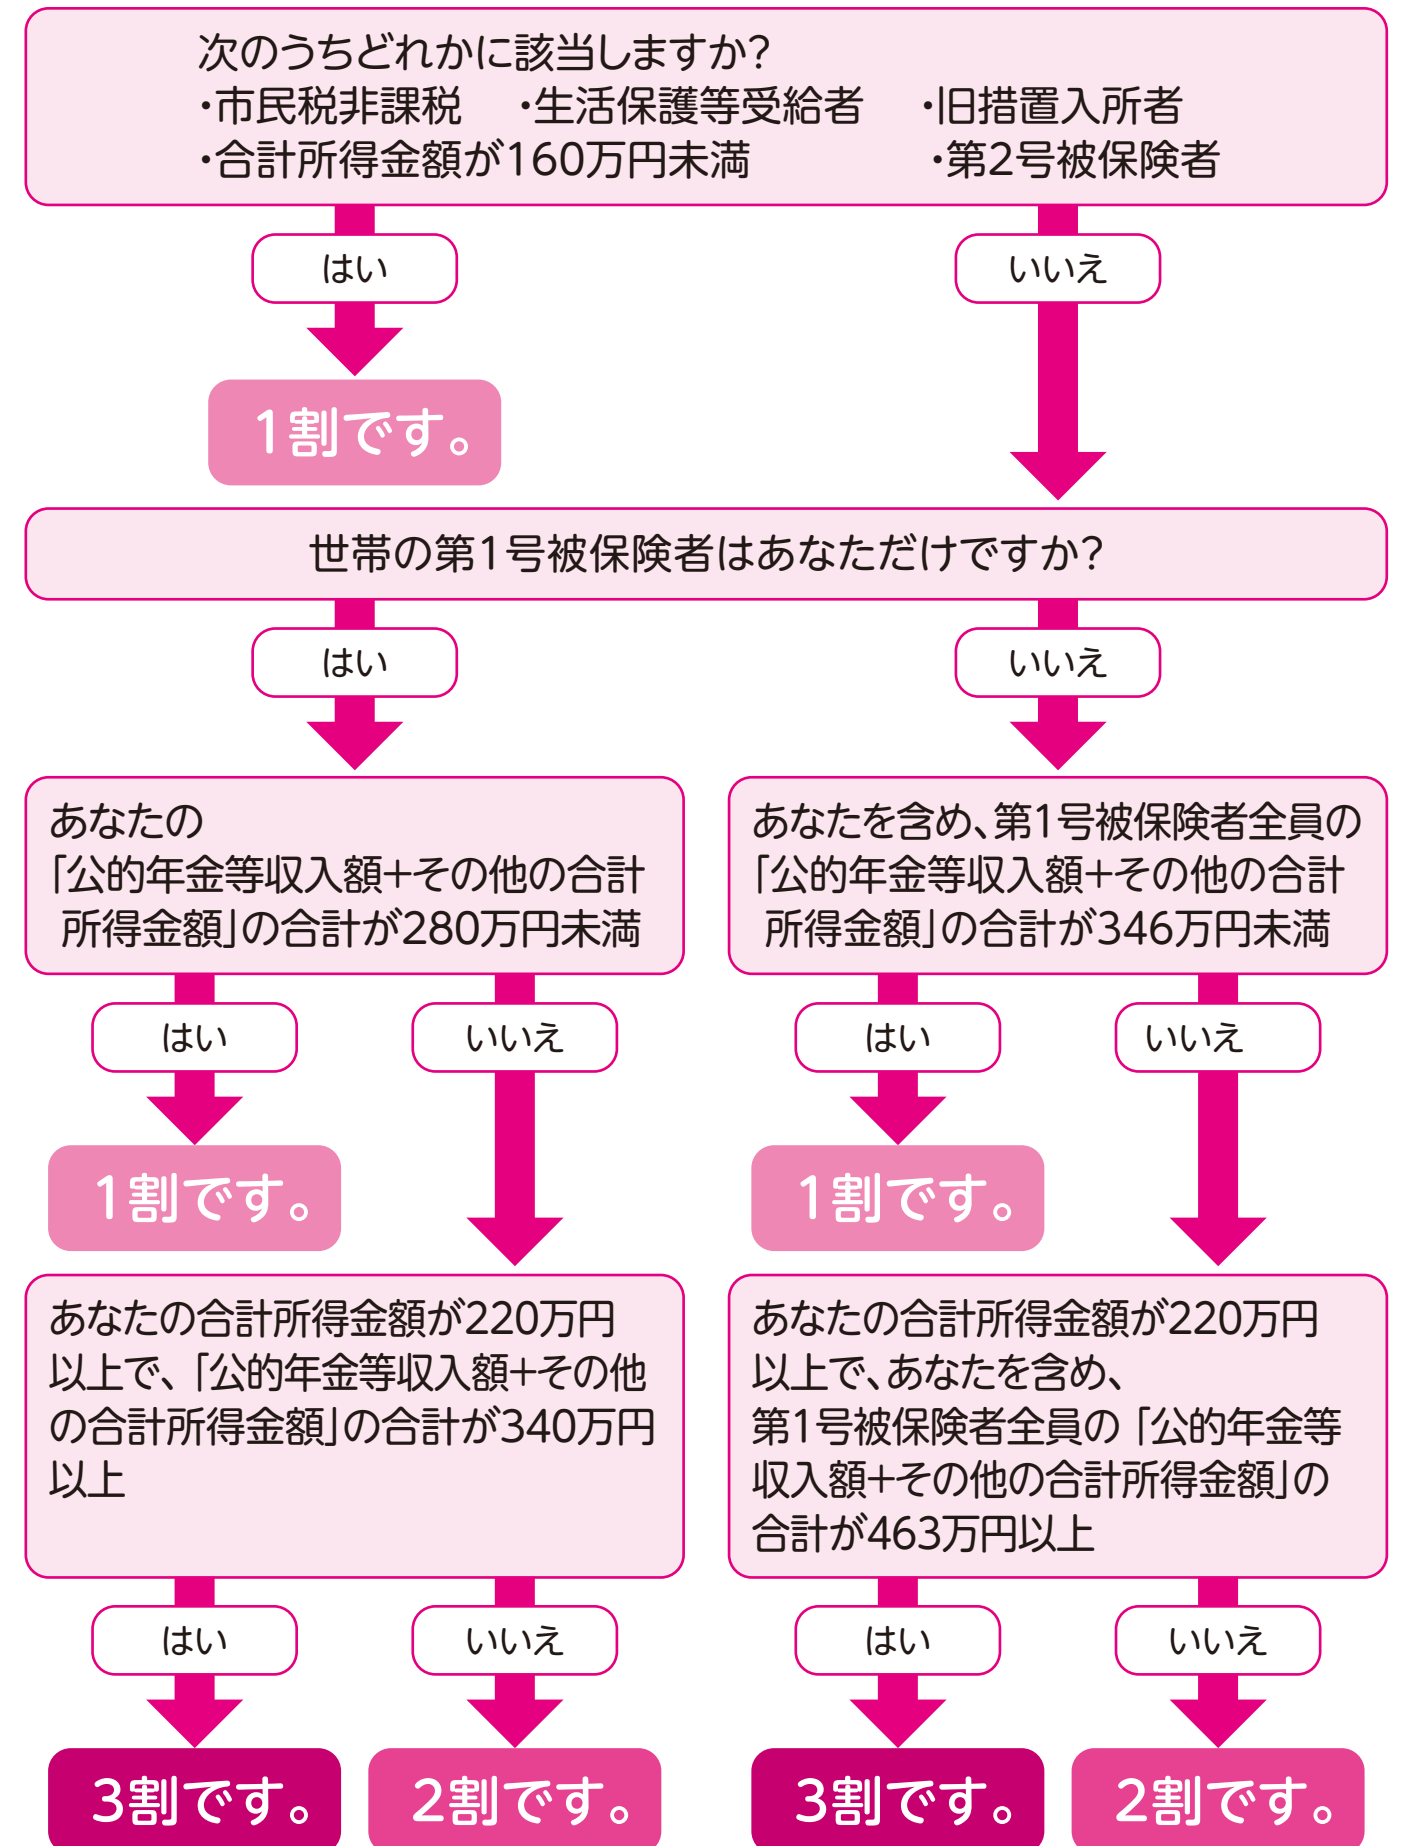 次のうちどれかに該当しますか?
・市民税非課税 ・生活保護等受給者 ・旧措置入所者
・合計所得金額が160万円未満 ・第2号被保険者
はい
いいえ
1割です。
世帯の第1号被保険者はあなただけですか?
はい
いいえ
あなたの
「公的年金等収入額+その他の合計
所得金額」の合計が280万円未満
あなたを含め、第1号被保険者全員の
「公的年金等収入額+その他の合計
所得金額」の合計が346万円未満
はい
いいえ
はい
いいえ
1割です。
1割です。
あなたの合計所得金額が220万円
以上で、「公的年金等収入額+その他
の合計所得金額」の合計が340万円
以上
あなたの合計所得金額が220万円
以上で、あなたを含め、
第1号被保険者全員の「公的年金等
収入額+その他の合計所得金額」の
合計が463万円以上
はい
いいえ
はい
いいえ
3割です。
2割です。
3割です。
2割です。